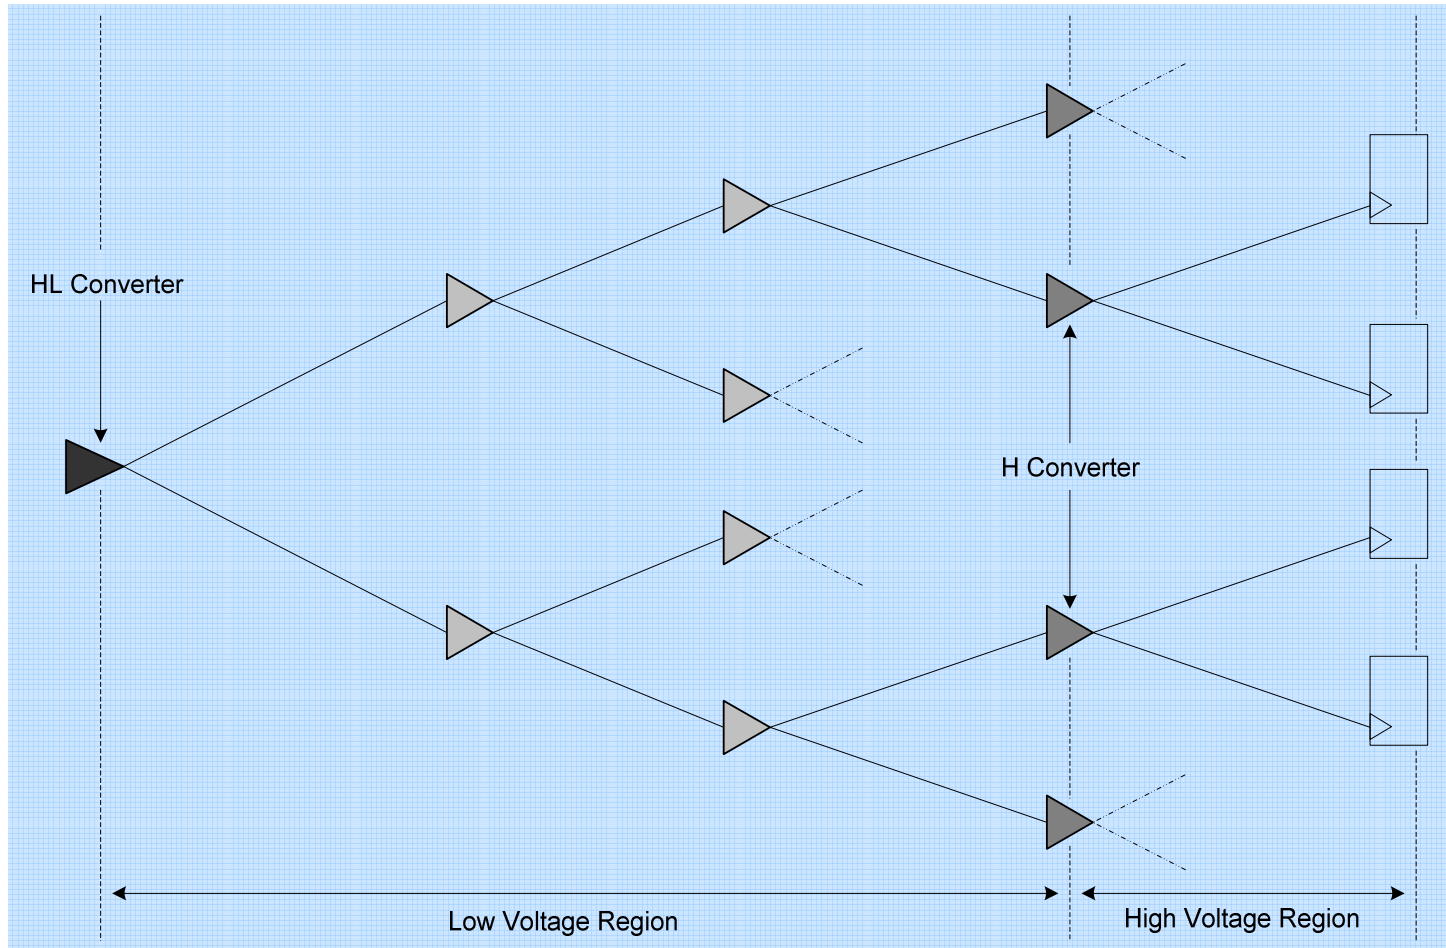 HL Converter
H Converter
Low Voltage Region
High Voltage Region